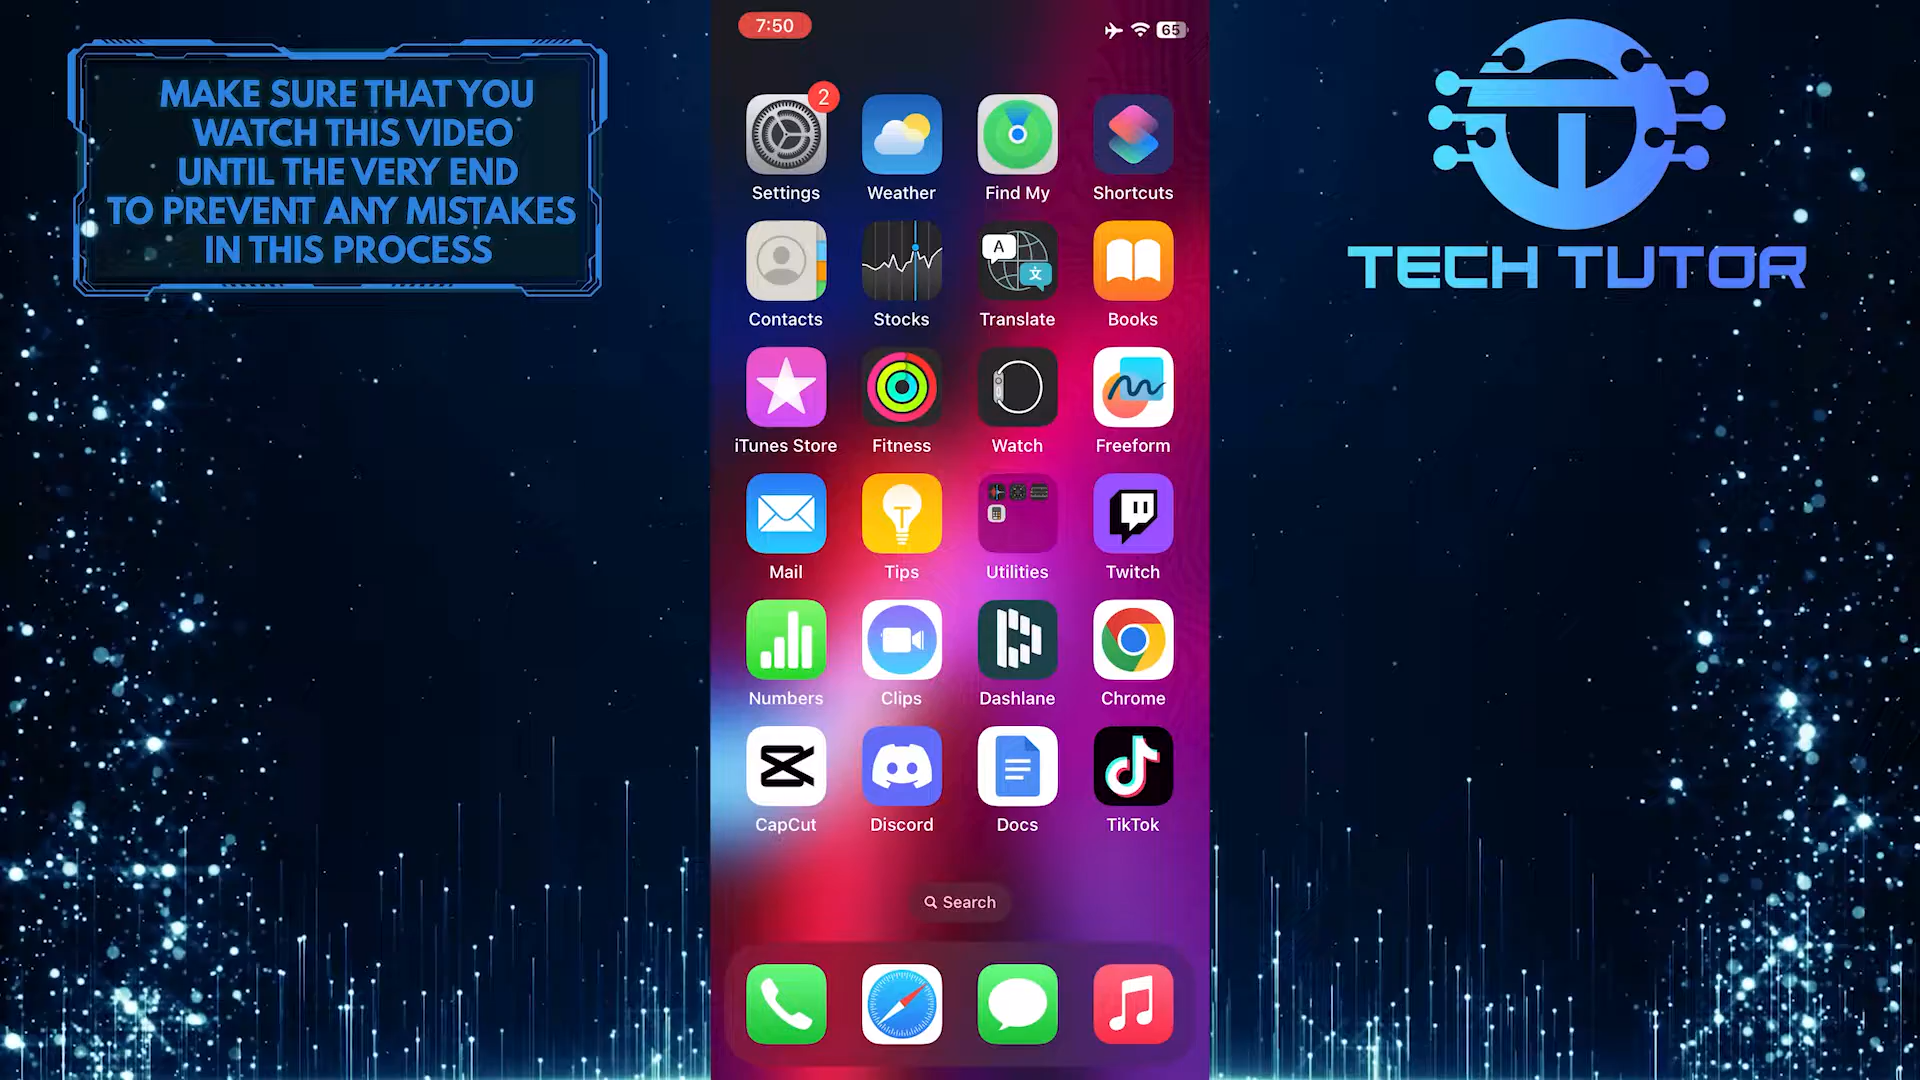 MAKE SURE THAT YOU
WATCH THIS VIDEO
UNTIL THE VERY END
TO PREVENT ANY MISTAKES
IN THIS PROCESS
7:50
65
2
Settings
Weather
Find My
Shortcuts
A
文
Contacts
Stocks
Translate
Books
iTunes Store
Fitness
Watch
Freeform
Mail
Tips
Utilities
Twitch
Numbers
Clips
Dashlane
Chrome
CapCut
Discord
Docs
TikTok
Search
T
TECH TUTOR